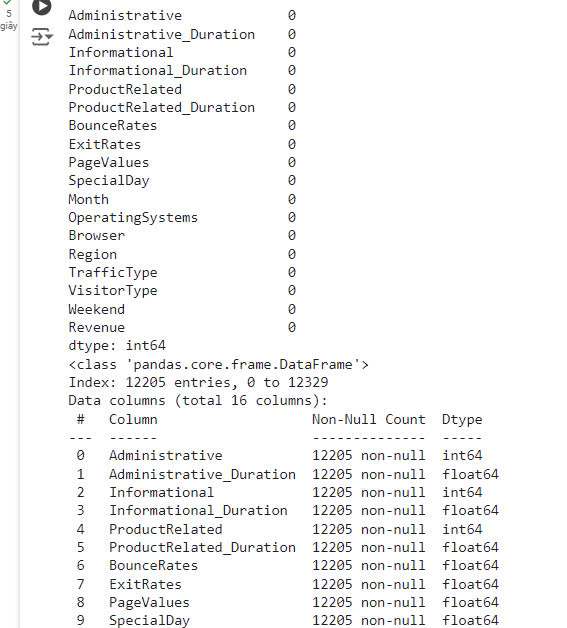 5
giây
Administrative 0
Administrative_Duration 0
Informational 0
Informational_Duration 0
ProductRelated 0
ProductRelated_Duration 0
BounceRates 0
ExitRates 0
PageValues 0
SpecialDay 0
Month 0
OperatingSystems 0
Browser 0
Region 0
TrafficType 0
VisitorType 0
Weekend 0
Revenue 0
dtype: int64
<class 'pandas.core.frame.DataFrame'>
Index: 12205 entries, 0 to 12329
Data columns (total 16 columns):
# Column Non-Null Count Dtype
--- ------ -------------- -----
0 Administrative 12205 non-null int64
1 Administrative_Duration 12205 non-null float64
2 Informational 12205 non-null int64
3 Informational_Duration 12205 non-null float64
4 ProductRelated 12205 non-null int64
5 ProductRelated_Duration 12205 non-null float64
6 BounceRates 12205 non-null float64
7 ExitRates 12205 non-null float64
8 PageValues 12205 non-null float64
9 SpecialDay 12205 non-null float64